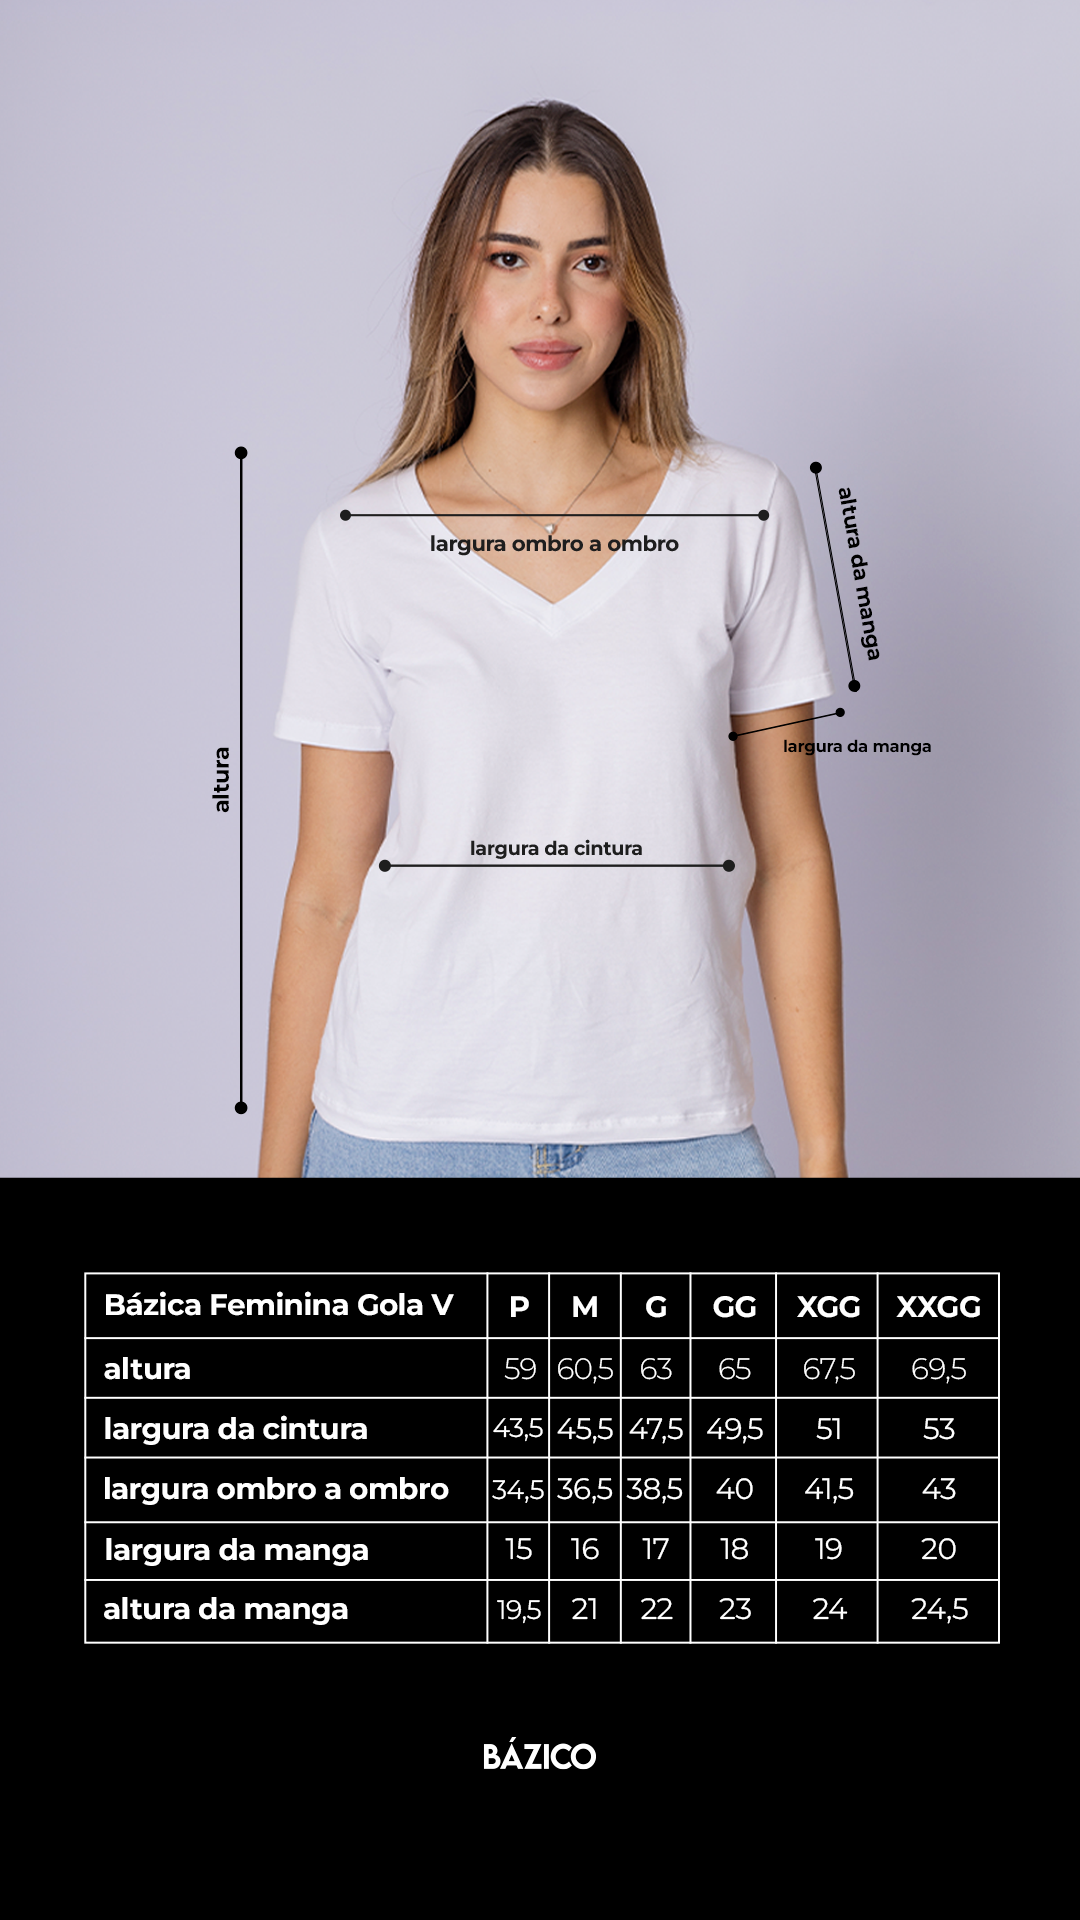 largura ombro a ombro
altura da manga
largura da manga
altura
largura da cintura
Bázica Feminina Gola V P M G GG XGG XXGG
altura 59 60,5 63 65 67,5 69,5
largura da cintura 43,5 45,5 47,5 49,5 51 53
largura ombro a ombro 34,5 36,5 38,5 40 41,5 43
largura da manga 15 16 17 18 19 20
altura da manga 19,5 21 22 23 24 24,5
BÁZICO